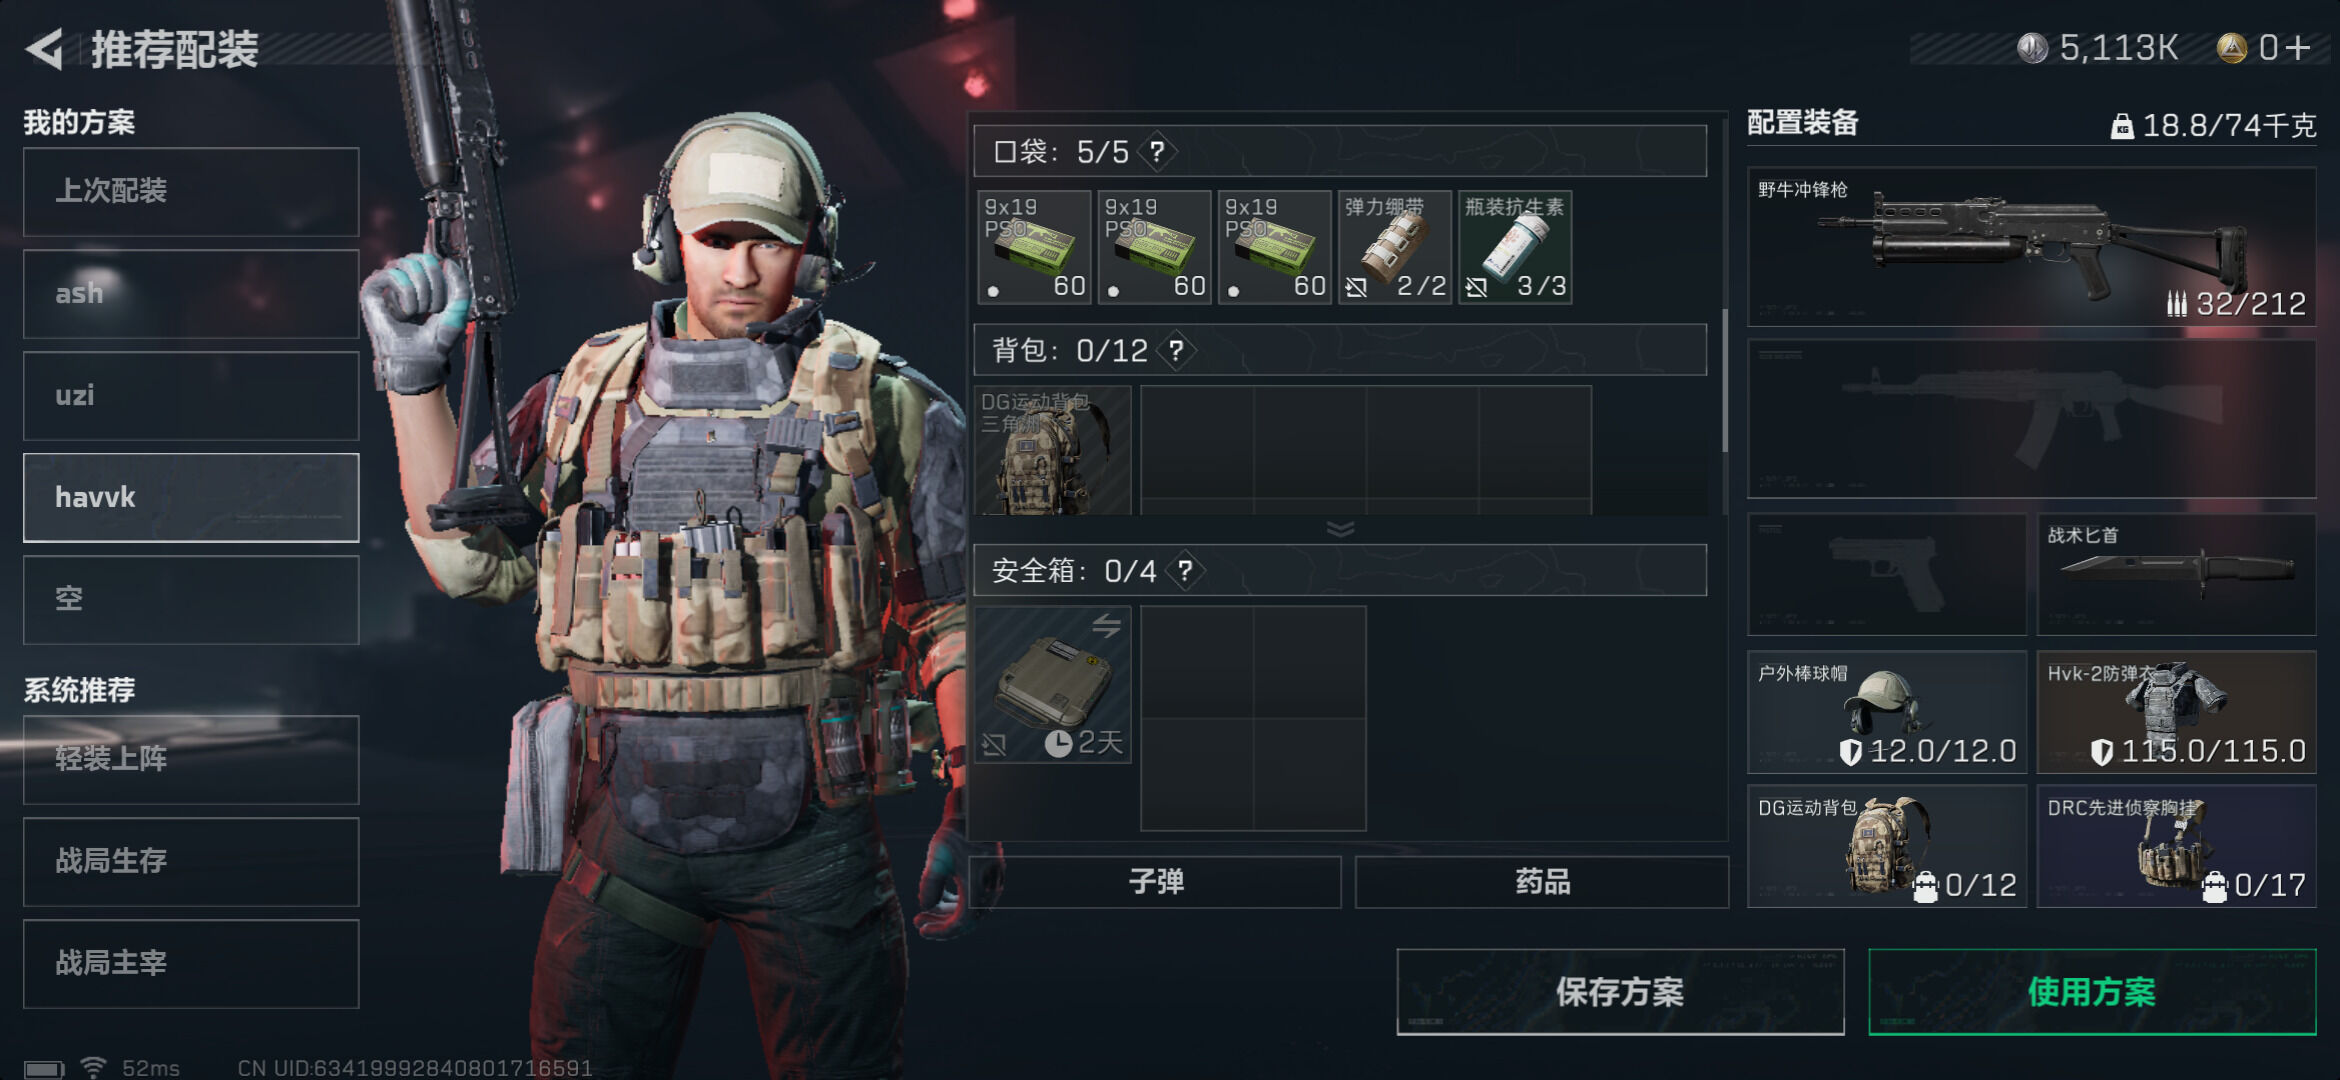 推荐配装
5,113K
0+
我的方案
上次配装
ash
uzi
havvk
空
系统推荐
轻装上阵
战局生存
战局主宰
口袋：5/5 ?
9x19
PSO
60
9x19
PSO
60
9x19
PSO
60
弹力绷带
2/2
瓶装抗生素
3/3
背包：0/12 ?
DG运动背包
三角洲
安全箱：0/4 ?
2天
子弹
药品
配置装备
KG
18.8/74千克
野牛冲锋枪
32/212
战术匕首
户外棒球帽
12.0/12.0
Hvk-2防弹衣
115.0/115.0
DG运动背包
0/12
DRC先进侦察胸挂
0/17
保存方案
使用方案
52ms
CN UID:634199928408017165​91